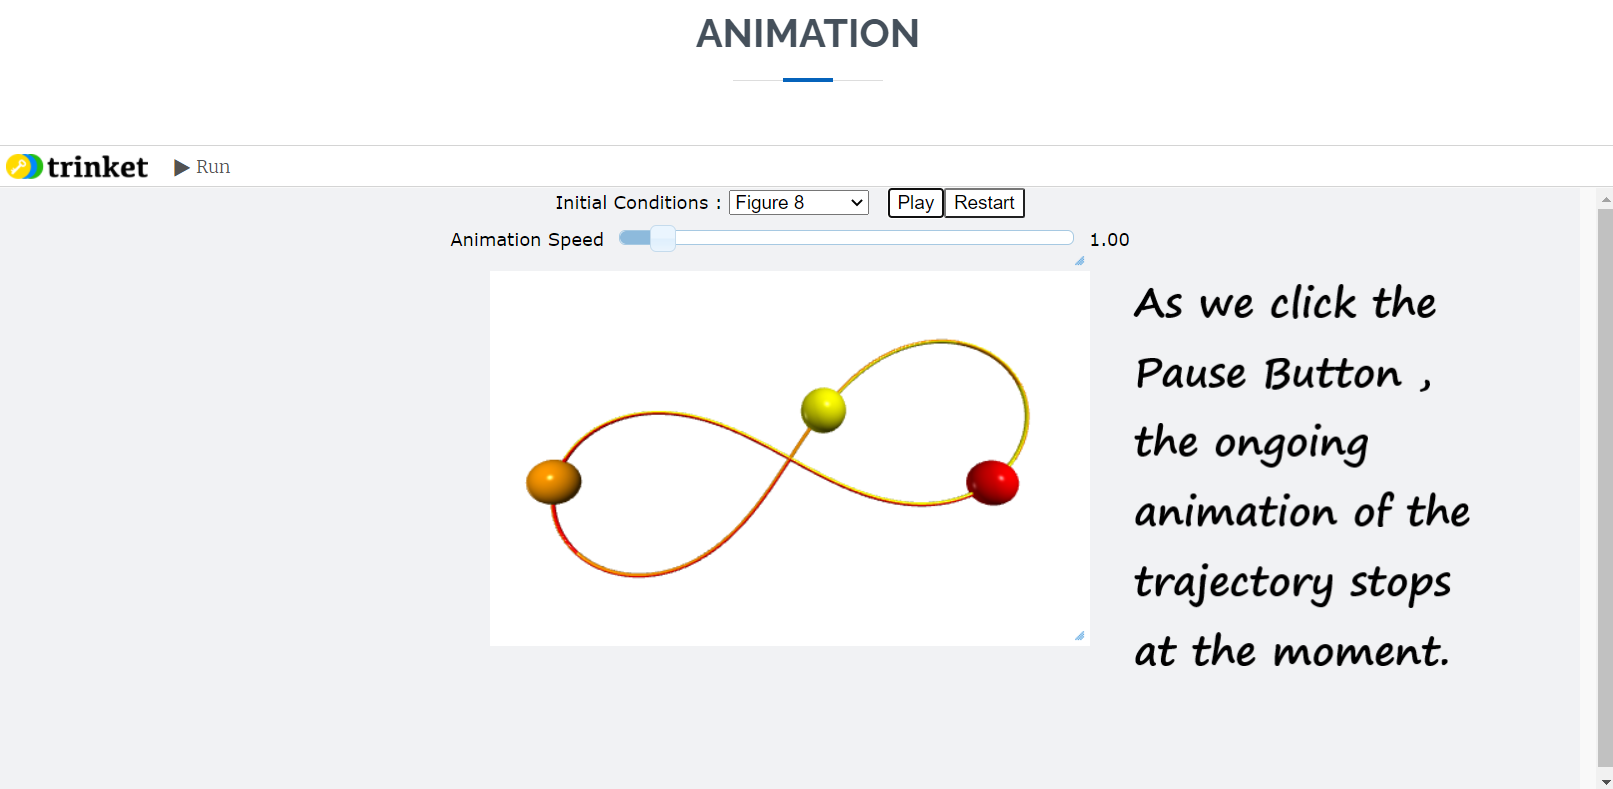 ANIMATION
trinket Run
Initial Conditions : Figure 8 Play Restart
Animation Speed 1.00
As we click the
Pause Button ,
the ongoing
animation of the
trajectory stops
at the moment.